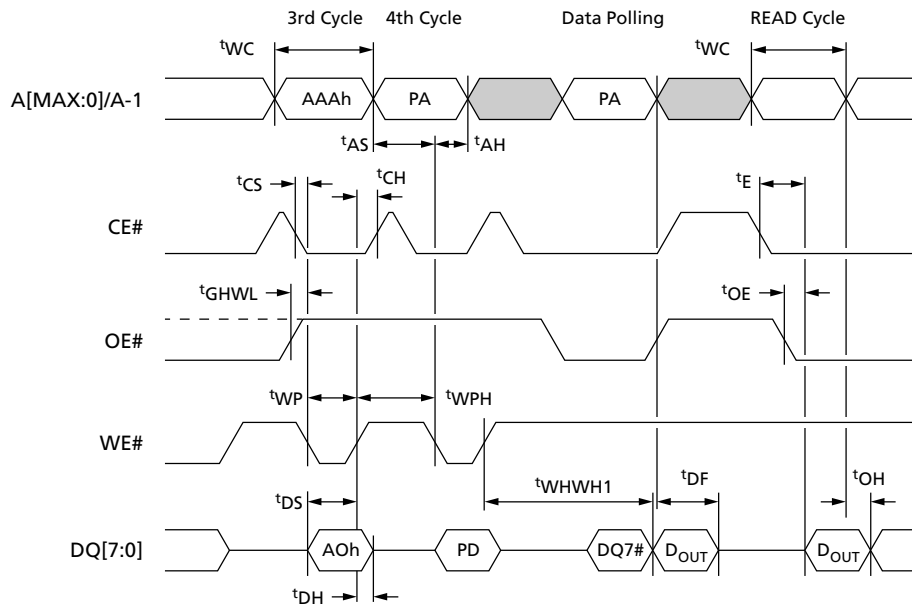 3rd Cycle 4th Cycle Data Polling READ Cycle
tWC tWC
A[MAX:0]/A-1 AAAh PA PA
tAS tAH
tCS tCH tE
CE#
tGHWL tOE
OE#
tWP tWPH
WE#
tDS tWHWH1 tDF tOH
DQ[7:0] AOh PD DQ7# DOUT DOUT
tDH